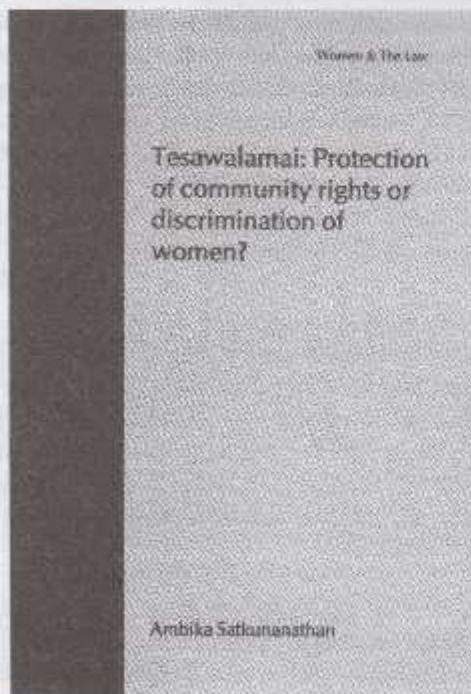 Women & The Law
Tesawalamai: Protection
of community rights or
discrimination of
women?
Ambika Satkunanathan